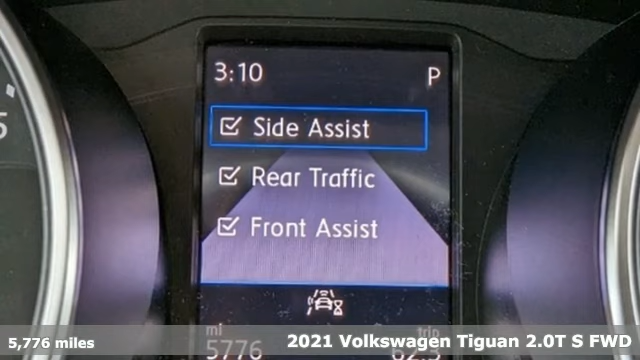 3:10 P
Side Assist
Rear Traffic
Front Assist
mi trip
5776
5,776 miles
2021 Volkswagen Tiguan 2.0T S FWD